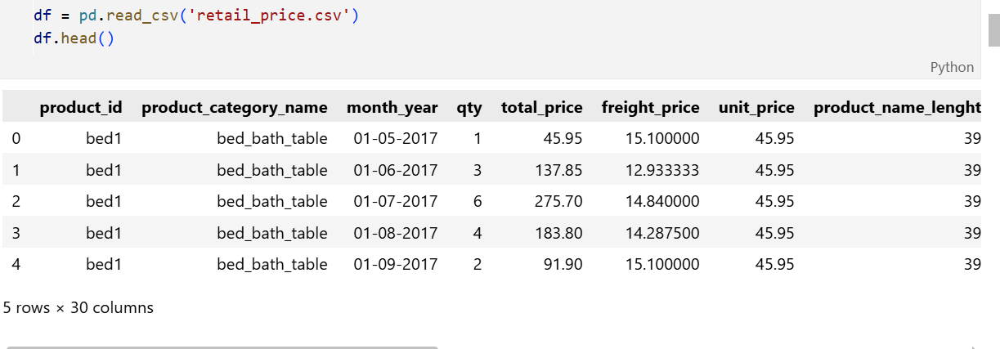 df = pd.read_csv('retail_price.csv')
df.head()
Python
product_id product_category_name month_year qty total_price freight_price unit_price product_name_lenght
0 bed1 bed_bath_table 01-05-2017 1 45.95 15.100000 45.95 39
1 bed1 bed_bath_table 01-06-2017 3 137.85 12.933333 45.95 39
2 bed1 bed_bath_table 01-07-2017 6 275.70 14.840000 45.95 39
3 bed1 bed_bath_table 01-08-2017 4 183.80 14.287500 45.95 39
4 bed1 bed_bath_table 01-09-2017 2 91.90 15.100000 45.95 39
5 rows × 30 columns